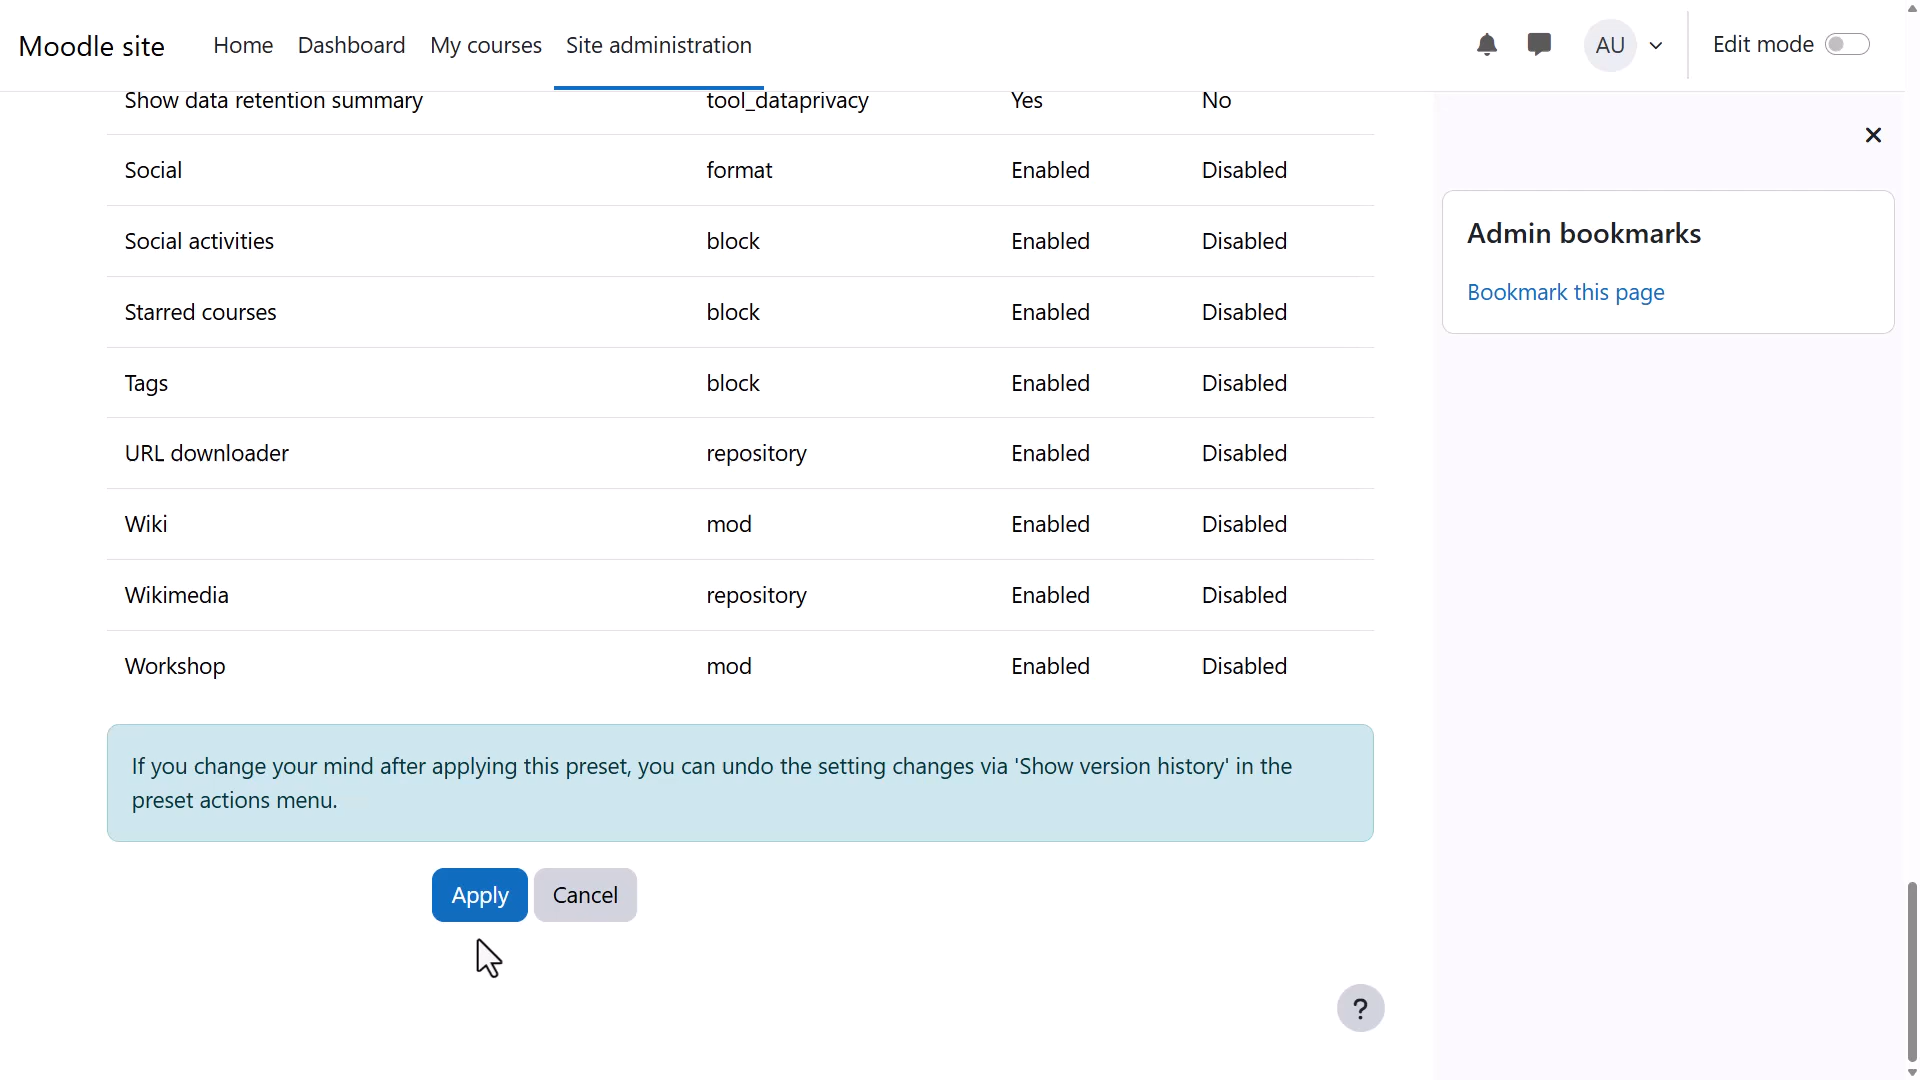 Moodle site Home Dashboard My courses Site administration AU Edit mode
Show data retention summary tool_dataprivacy Yes No
Social format Enabled Disabled
Social activities block Enabled Disabled
Admin bookmarks
Bookmark this page
Starred courses block Enabled Disabled
Tags block Enabled Disabled
URL downloader repository Enabled Disabled
Wiki mod Enabled Disabled
Wikimedia repository Enabled Disabled
Workshop mod Enabled Disabled
If you change your mind after applying this preset, you can undo the setting changes via 'Show version history' in the
preset actions menu.
Apply Cancel
?